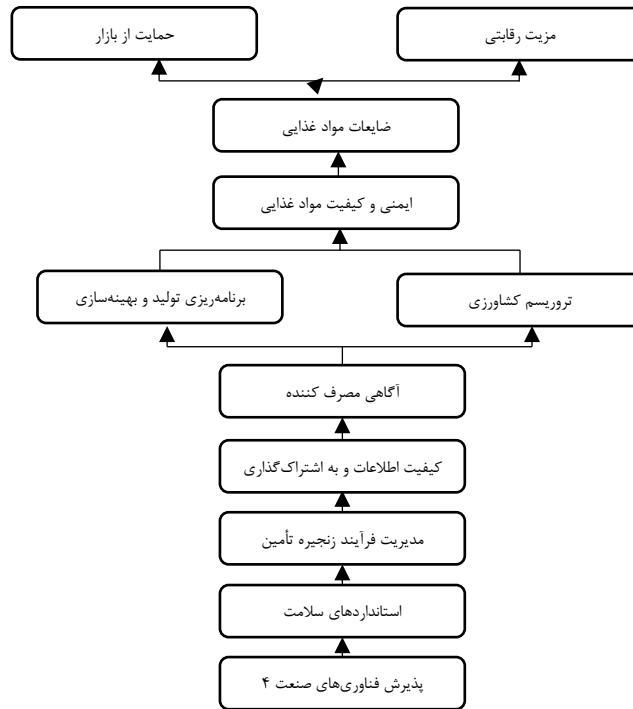 مزیت رقابتی
حمایت از بازار
ضایعات مواد غذایی
ایمنی و کیفیت مواد غذایی
تروریسم کشاورزی
برنامه‌ریزی تولید و بهینه‌سازی
آگاهی مصرف کننده
کیفیت اطلاعات و به اشتراک‌گذاری
مدیریت فرآیند زنجیره تأمین
استانداردهای سلامت
پذیرش فناوری‌های صنعت ۴